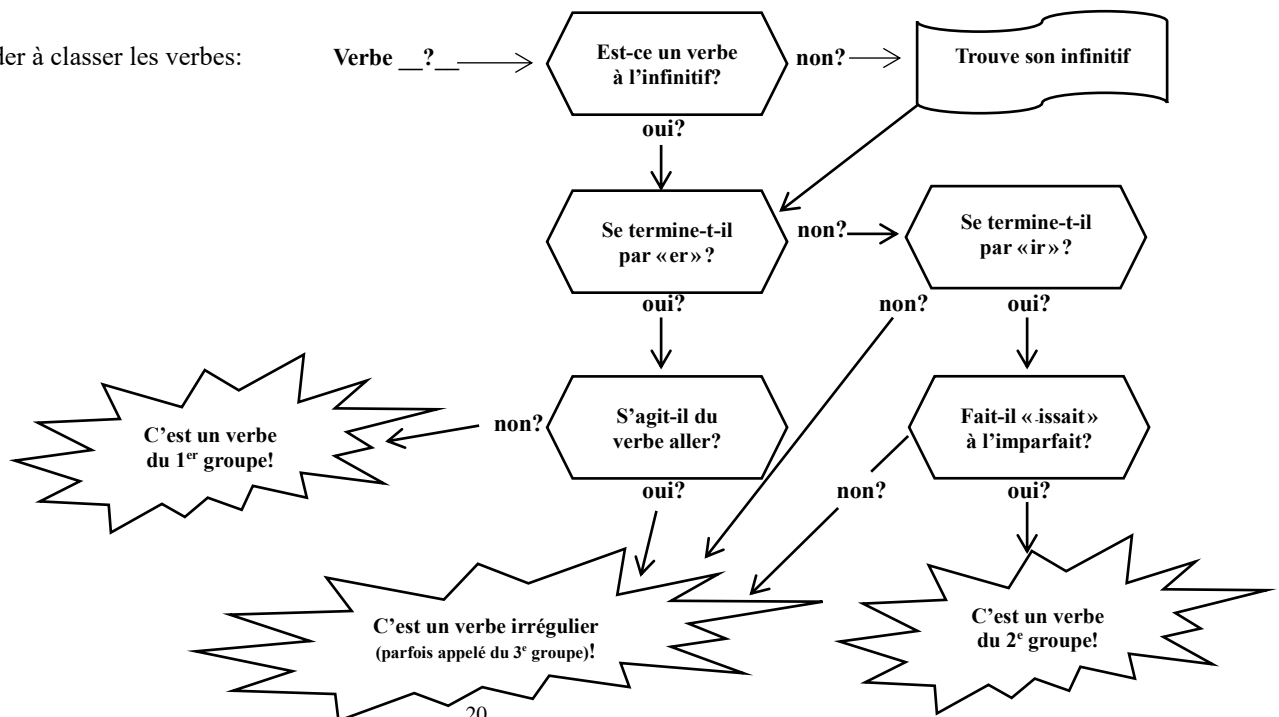 der à classer les verbes:
Verbe __?__
Est-ce un verbe
à l’infinitif?
non?
Trouve son infinitif
oui?
Se termine-t-il
par «er» ?
non?
Se termine-t-il
par «ir» ?
oui?
non?
oui?
C’est un verbe
du 1er groupe!
non?
S’agit-il du
verbe aller?
Fait-il «-issait»
à l’imparfait?
oui?
non?
oui?
C’est un verbe irrégulier
(parfois appelé du 3e groupe)!
C’est un verbe
du 2e groupe!
20